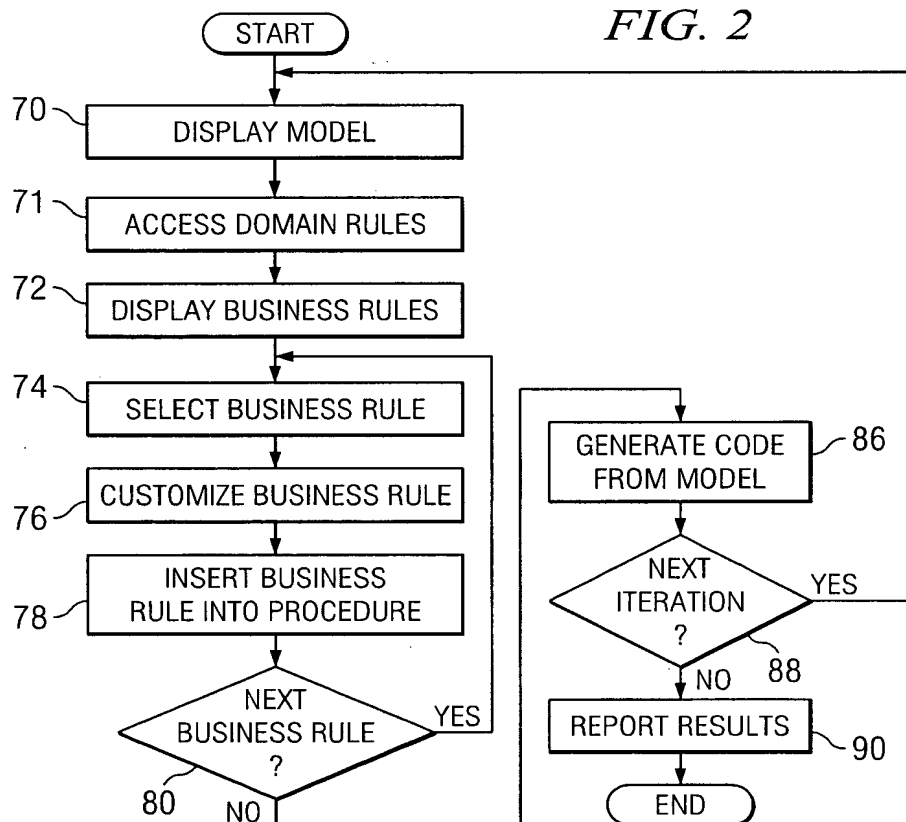 FIG. 2
START
70
DISPLAY MODEL
71
ACCESS DOMAIN RULES
72
DISPLAY BUSINESS RULES
74
SELECT BUSINESS RULE
76
CUSTOMIZE BUSINESS RULE
78
INSERT BUSINESS
RULE INTO PROCEDURE
NEXT
BUSINESS RULE
?
YES
80
NO
GENERATE CODE
FROM MODEL
86
NEXT
ITERATION
?
YES
88
NO
REPORT RESULTS
90
END